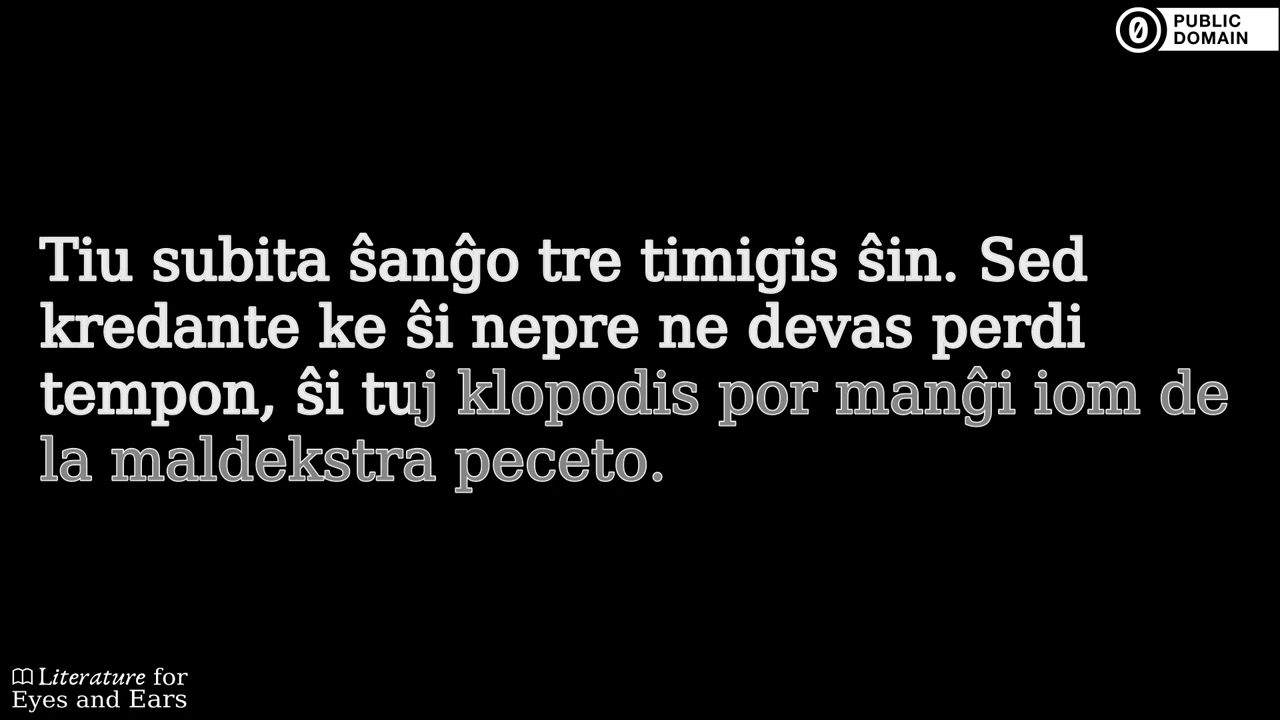 PUBLIC
DOMAIN
Tiu subita ŝanĝo tre timigis ŝin. Sed
kredante ke ŝi nepre ne devas perdi
tempon, ŝi tuj klopodis por manĝi iom de
la maldekstra peceto.
Literature for
Eyes and Ears